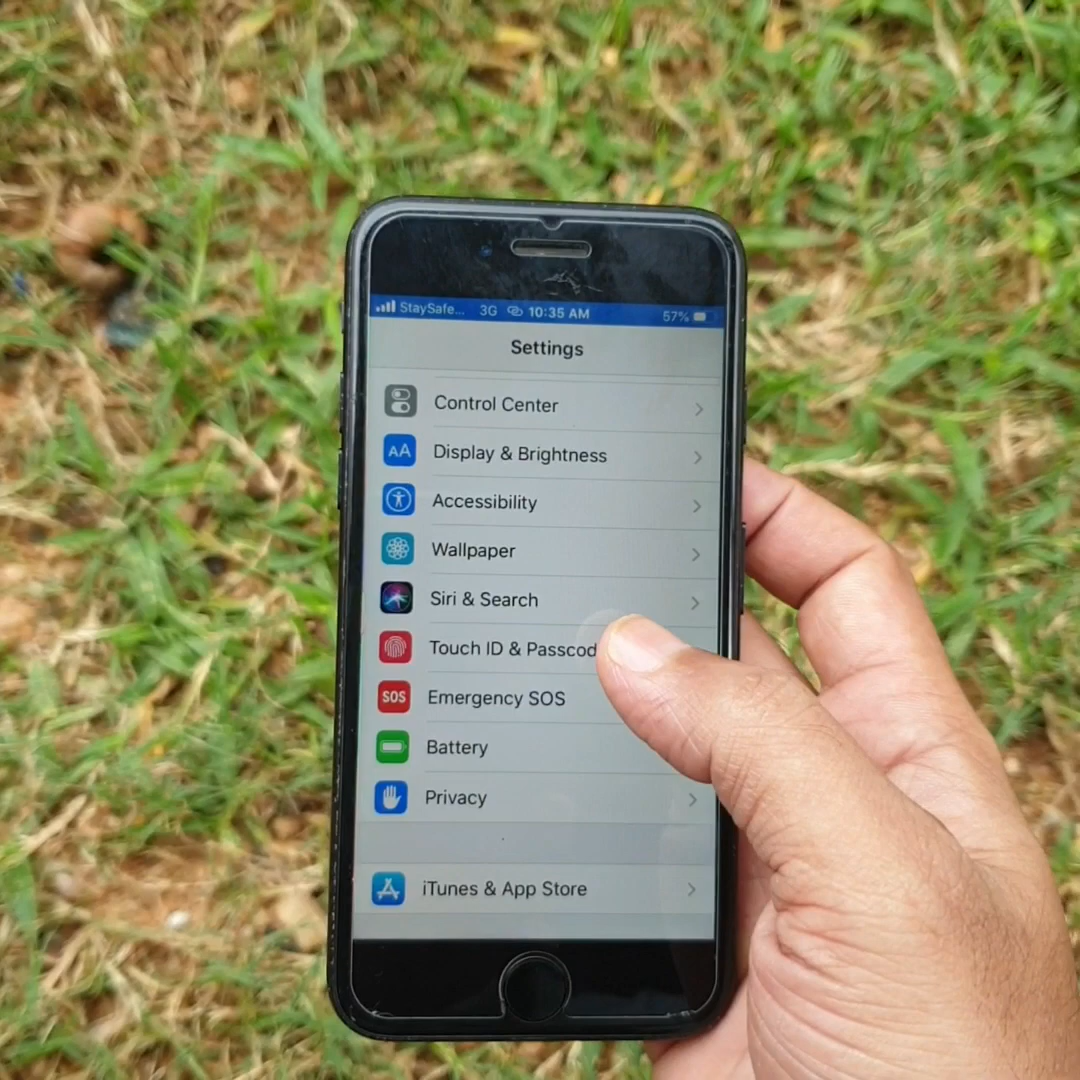 StaySafe... 3G 10:35 AM 57%
Settings
Control Center
AA Display & Brightness
Accessibility
Wallpaper
Siri & Search
Touch ID & Passcod
SOS Emergency SOS
Battery
Privacy
iTunes & App Store